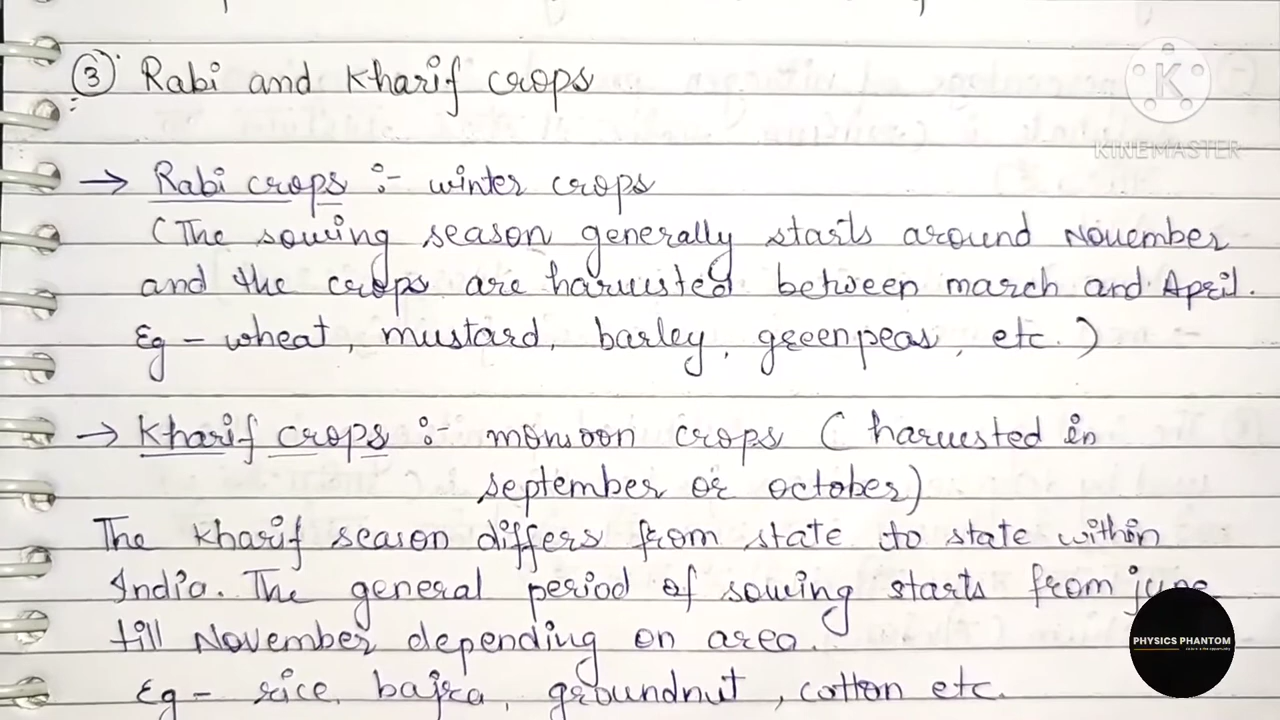 ③ Rabi and Kharif crops
KINEMASTER
→ Rabi crops :- winter crops
(The sowing season generally starts around November
and the crops are harvested between march and April.
Eg – wheat, mustard, barley, greenpeas, etc.)
→ Kharif crops :- monsoon crops (harvested in
september or october)
The Kharif season differs from state to state within
India. The general period of sowing starts from june
till November depending on area.
PHYSICS PHANTOM
Eg – rice, bajra, groundnut, cotton etc.